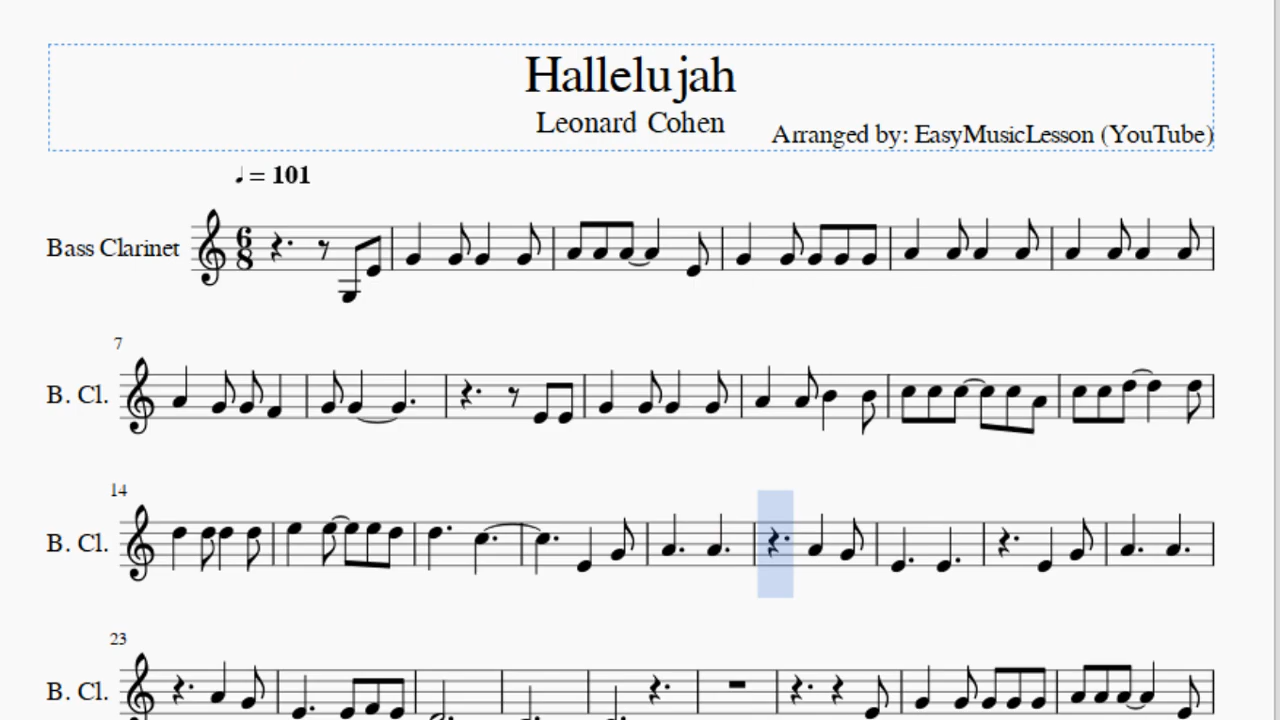 Hallelujah
Leonard Cohen
Arranged by: EasyMusicLesson (YouTube)
♩ = 101
Bass Clarinet
6
8
7
B. Cl.
14
B. Cl.
23
B. Cl.